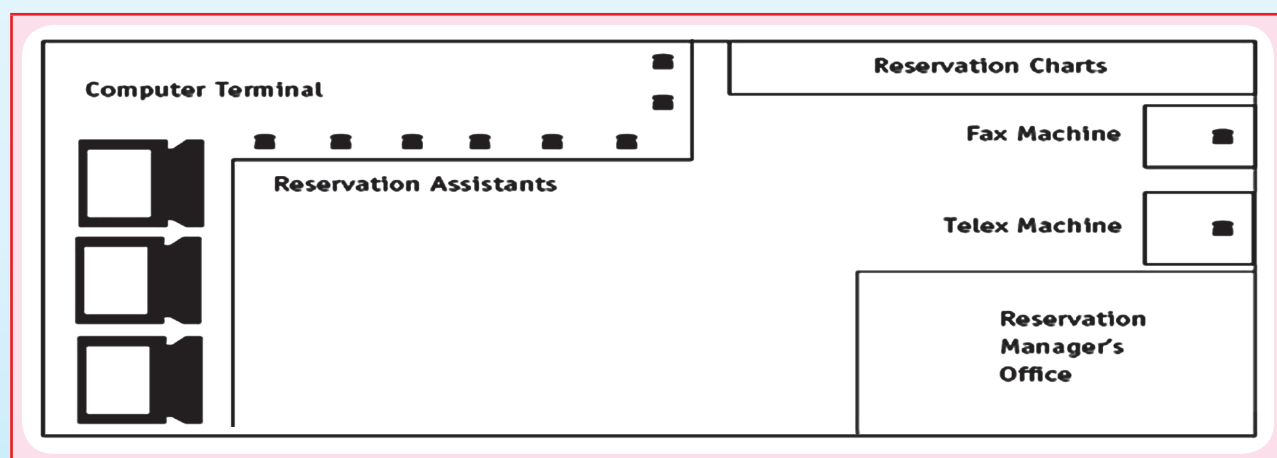 Computer Terminal
Reservation Charts
Fax Machine
Reservation Assistants
Telex Machine
Reservation
Manager's
Office